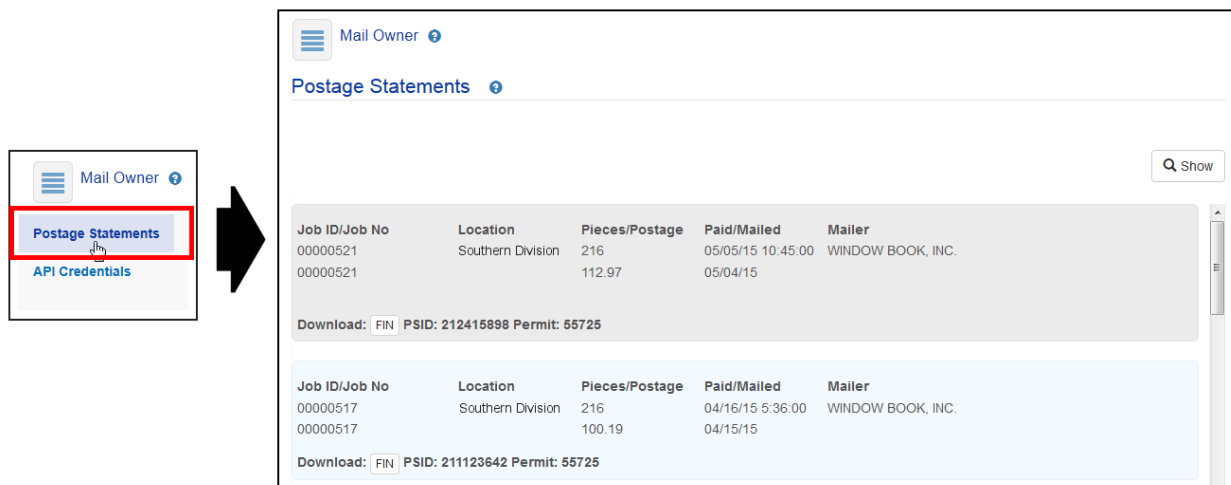 Mail Owner
Postage Statements
API Credentials
Mail Owner
Postage Statements
Show
Job ID/Job No Location Pieces/Postage Paid/Mailed Mailer
00000521 Southern Division 216 05/05/15 10:45:00 WINDOW BOOK, INC.
00000521 112.97 05/04/15
Download: FIN PSID: 212415898 Permit: 55725
Job ID/Job No Location Pieces/Postage Paid/Mailed Mailer
00000517 Southern Division 216 04/16/15 5:36:00 WINDOW BOOK, INC.
00000517 100.19 04/15/15
Download: FIN PSID: 211123642 Permit: 55725